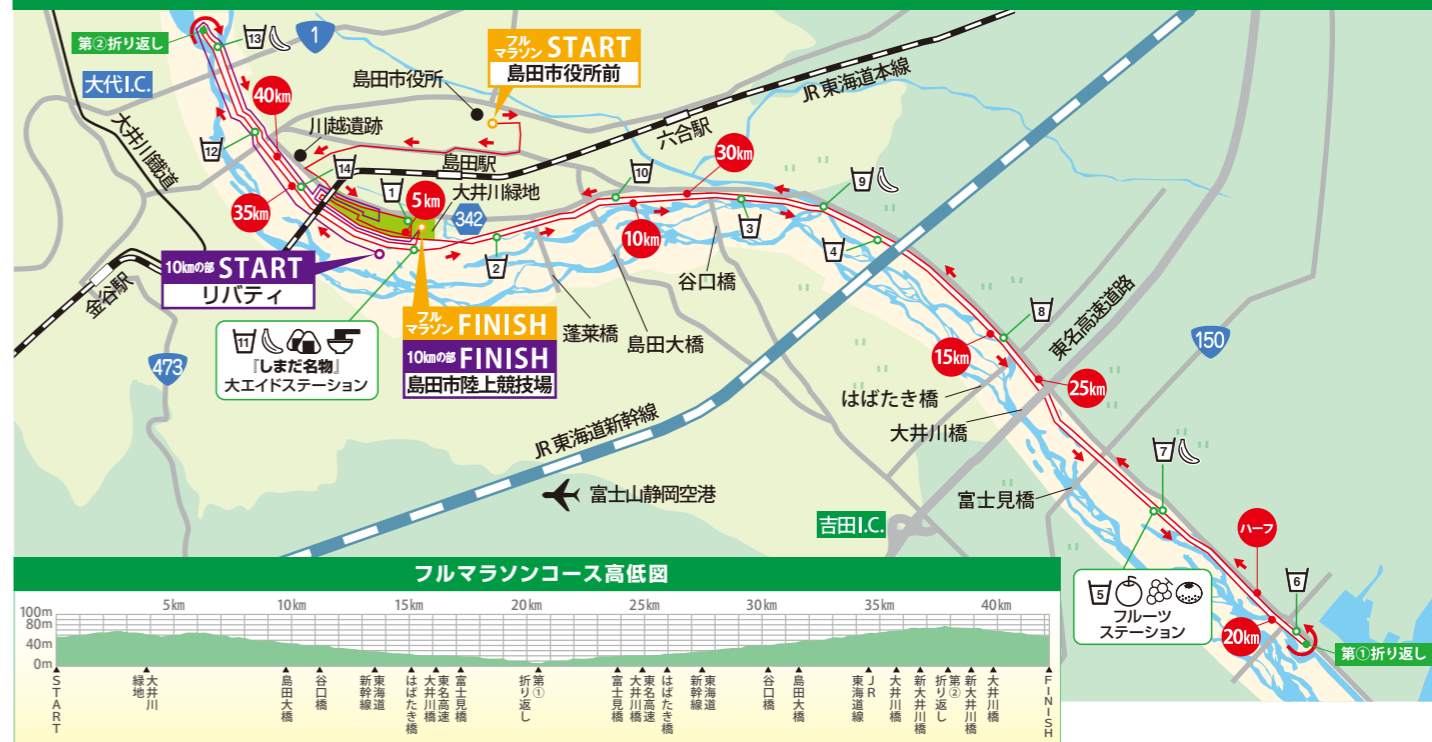 第②折り返し
13
1
大代I.C.
40km
大井川鐵道
12
川越遺跡
島田市役所
フル
マラソン START
島田市役所前
JR東海道本線
六合駅
島田駅
14
1
5km
大井川緑地
342
35km
10kmの部 START
リバティ
金谷駅
473
11
『しまだ名物』
大エイドステーション
フル
マラソン FINISH
10kmの部 FINISH
島田市陸上競技場
2
10
30km
10km
3
9
4
蓬莱橋
島田大橋
谷口橋
8
15km
東名高速道路
150
25km
はばたき橋
大井川橋
JR東海道新幹線
富士山静岡空港
吉田I.C.
富士見橋
7
ハーフ
5
フルーツ
ステーション
6
20km
第①折り返し
フルマラソンコース高低図
5km 10km 15km 20km 25km 30km 35km 40km
100m
80m
40m
0m
START
大井川
緑地
島田大橋
谷口橋
東海道
新幹線
はばたき橋
東名高速
大井川橋
富士見橋
第①
折り返し
富士見橋
東名高速
大井川橋
はばたき橋
東海道
新幹線
谷口橋
島田大橋
JR
東海道線
大井川橋
新大井川橋
第②
折り返し
新大井川橋
大井川橋
FINISH